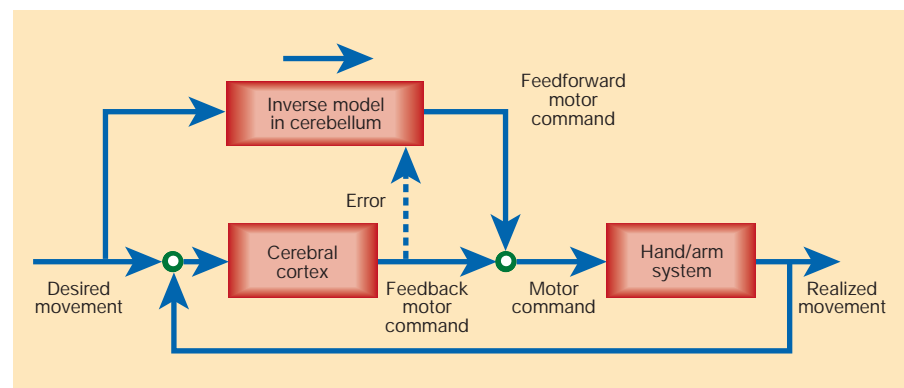 Inverse model
in cerebellum
Feedforward
motor
command
Error
Cerebral
cortex
Hand/arm
system
Desired
movement
Feedback
motor
command
Motor
command
Realized
movement